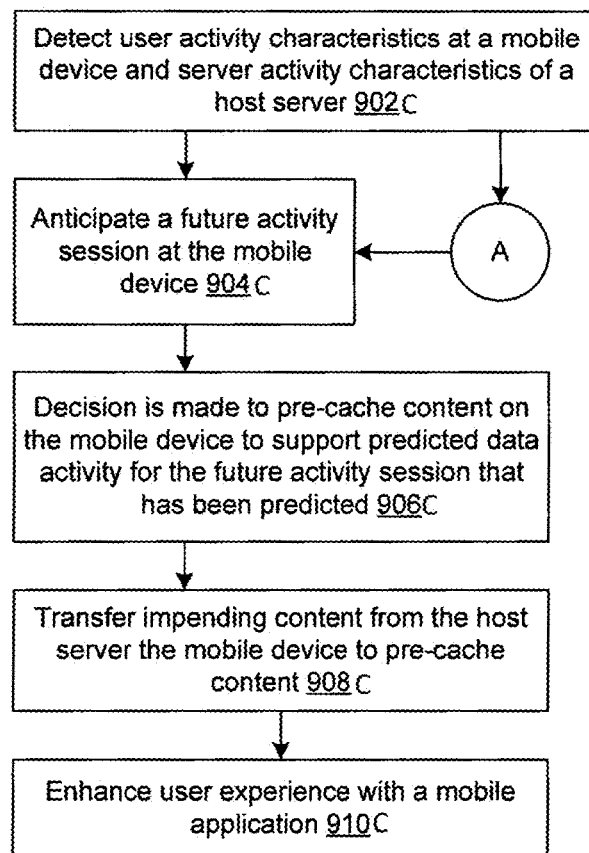 Detect user activity characteristics at a mobile
device and server activity characteristics of a
host server 902C
Anticipate a future activity
session at the mobile
device 904C
A
Decision is made to pre-cache content on
the mobile device to support predicted data
activity for the future activity session that
has been predicted 906C
Transfer impending content from the host
server the mobile device to pre-cache
content 908C
Enhance user experience with a mobile
application 910C